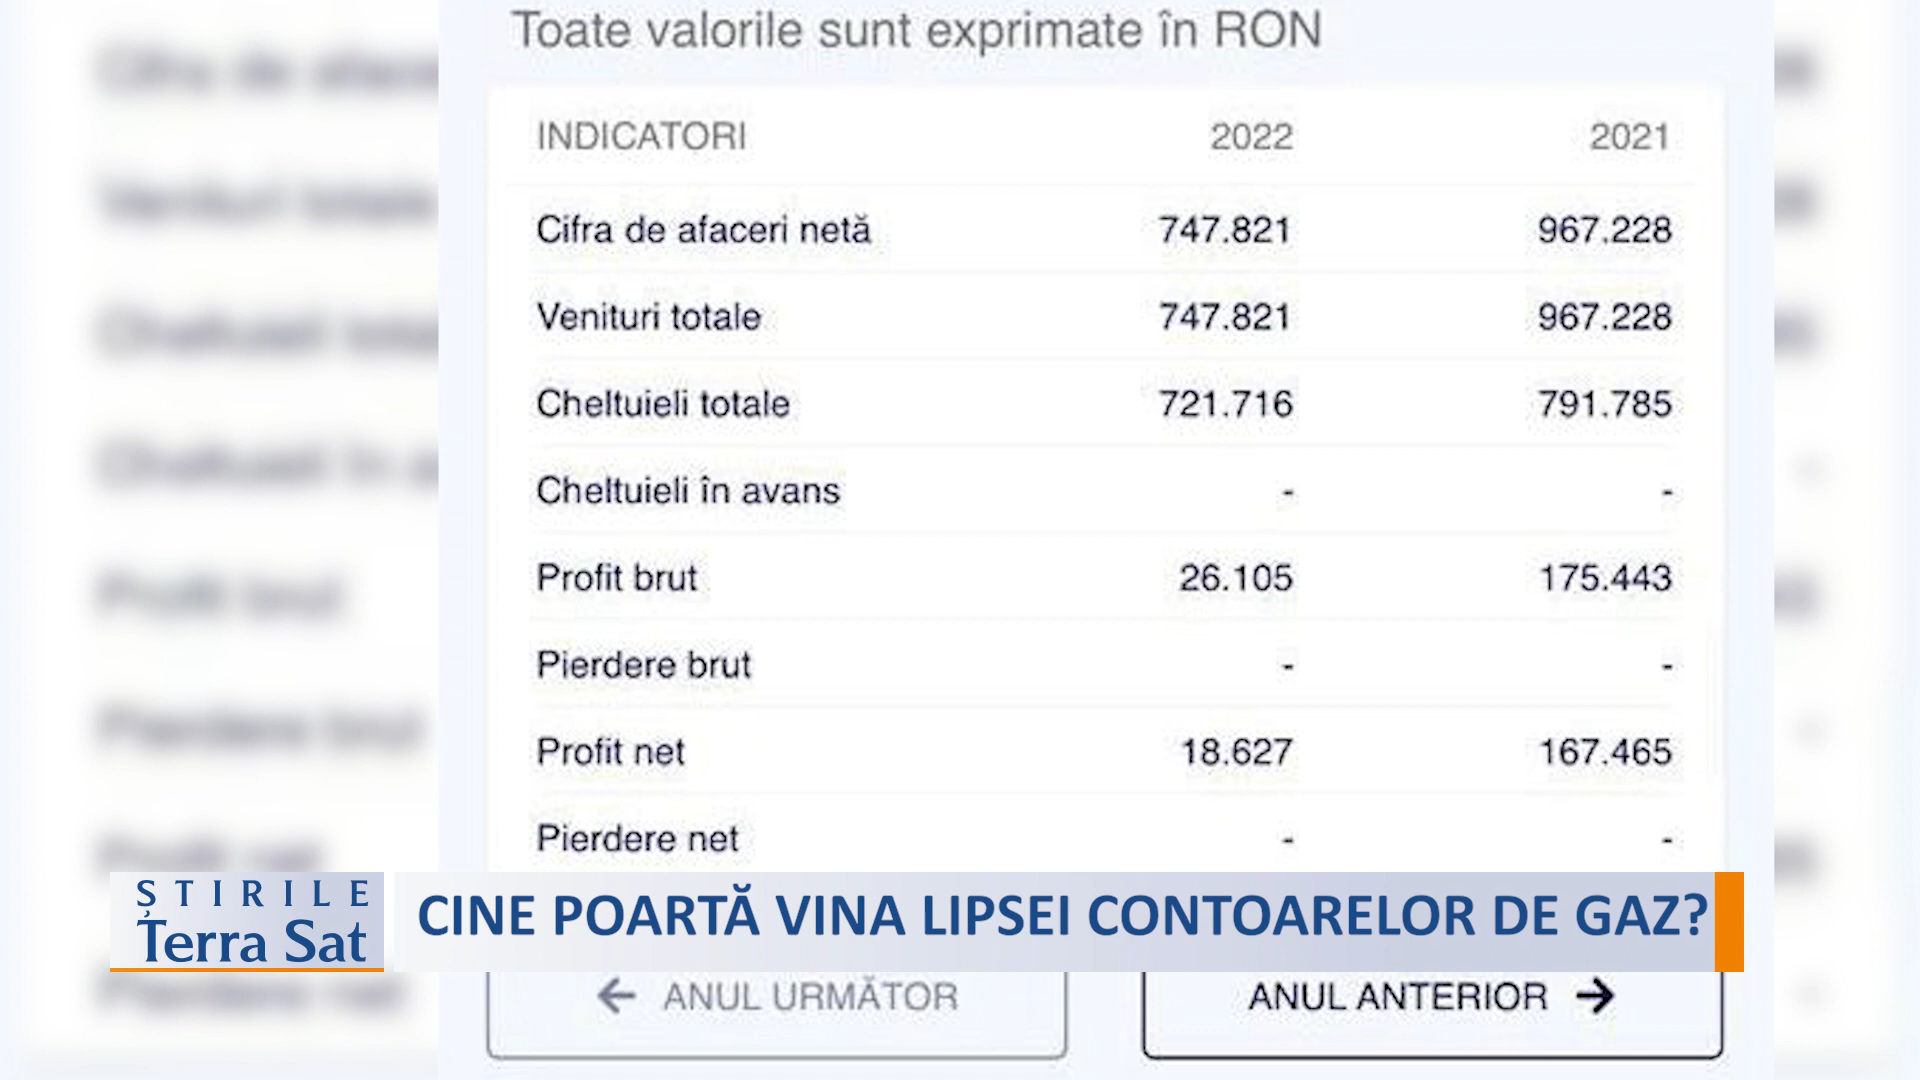 Toate valorile sunt exprimate în RON
INDICATORI 2022 2021
Cifra de afaceri netă 747.821 967.228
Venituri totale 747.821 967.228
Cheltuieli totale 721.716 791.785
Cheltuieli în avans - -
Profit brut 26.105 175.443
Pierdere brut - -
Profit net 18.627 167.465
Pierdere net - -
ȘTIRILE
Terra Sat
CINE POARTĂ VINA LIPSEI CONTOARELOR DE GAZ?
← ANUL URMĂTOR
ANUL ANTERIOR →